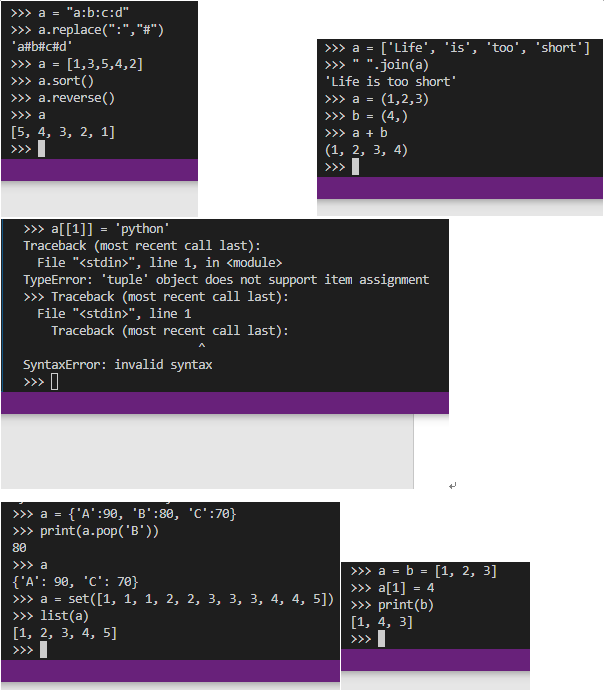 >>> a = "a:b:c:d"
>>> a.replace(":","#")
'a#b#c#d'
>>> a = [1,3,5,4,2]
>>> a.sort()
>>> a.reverse()
>>> a
[5, 4, 3, 2, 1]
>>>
>>> a = ['Life', 'is', 'too', 'short']
>>> " ".join(a)
'Life is too short'
>>> a = (1,2,3)
>>> b = (4,)
>>> a + b
(1, 2, 3, 4)
>>>
>>> a[[1]] = 'python'
Traceback (most recent call last):
  File "<stdin>", line 1, in <module>
TypeError: 'tuple' object does not support item assignment
>>> Traceback (most recent call last):
  File "<stdin>", line 1
    Traceback (most recent call last):
                       ^
SyntaxError: invalid syntax
>>>
>>> a = {'A':90, 'B':80, 'C':70}
>>> print(a.pop('B'))
80
>>> a
{'A': 90, 'C': 70}
>>> a = set([1, 1, 1, 2, 2, 3, 3, 3, 4, 4, 5])
>>> list(a)
[1, 2, 3, 4, 5]
>>>
>>> a = b = [1, 2, 3]
>>> a[1] = 4
>>> print(b)
[1, 4, 3]
>>>